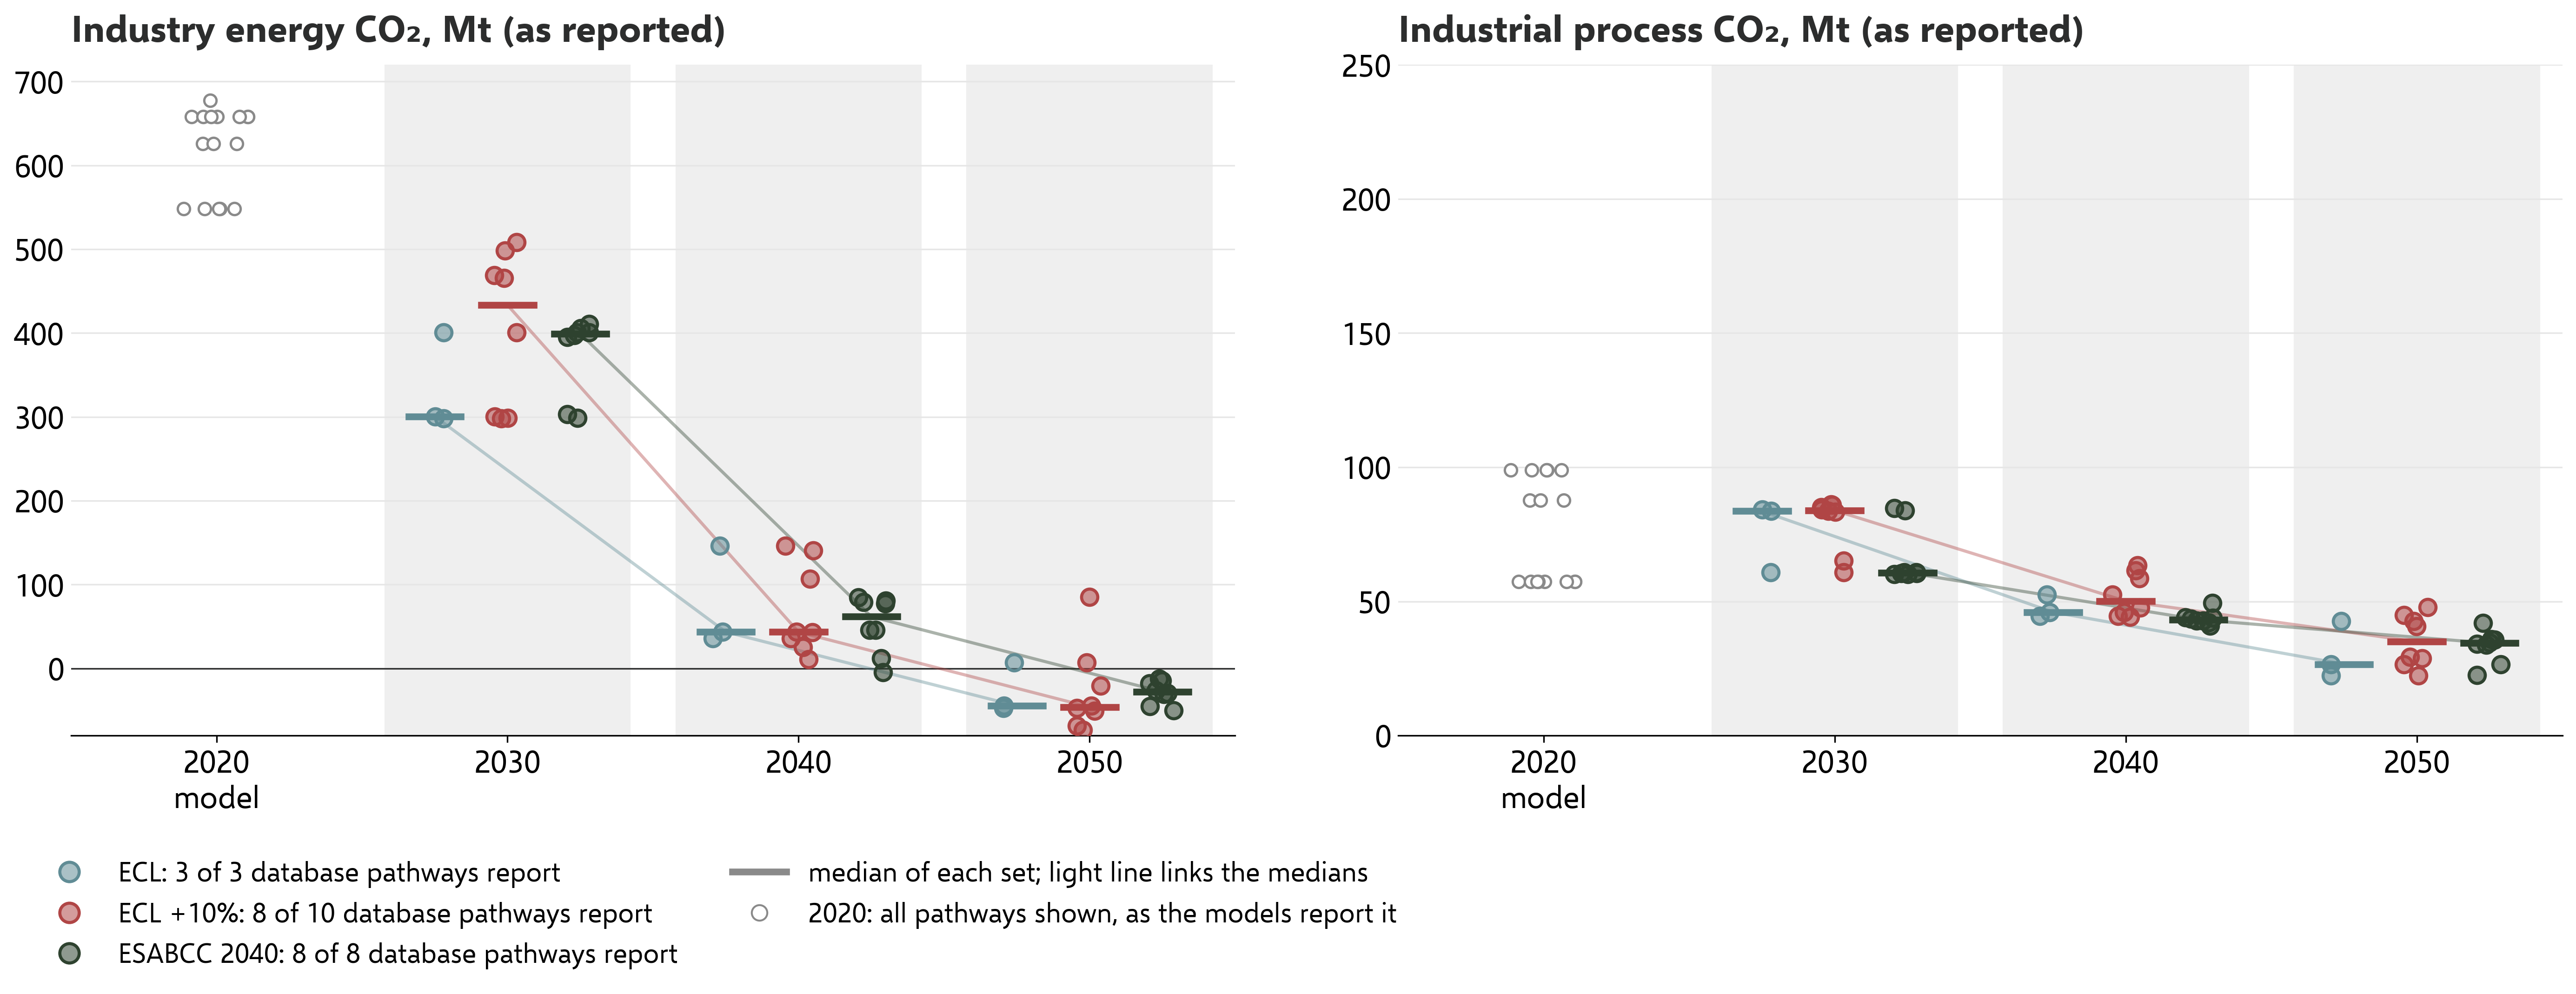 Industry energy CO₂, Mt (as reported)
700
600
500
400
300
200
100
0
2020
model
2030
2040
2050
Industrial process CO₂, Mt (as reported)
250
200
150
100
50
0
2020
model
2030
2040
2050
ECL: 3 of 3 database pathways report
ECL +10%: 8 of 10 database pathways report
ESABCC 2040: 8 of 8 database pathways report
median of each set; light line links the medians
2020: all pathways shown, as the models report it